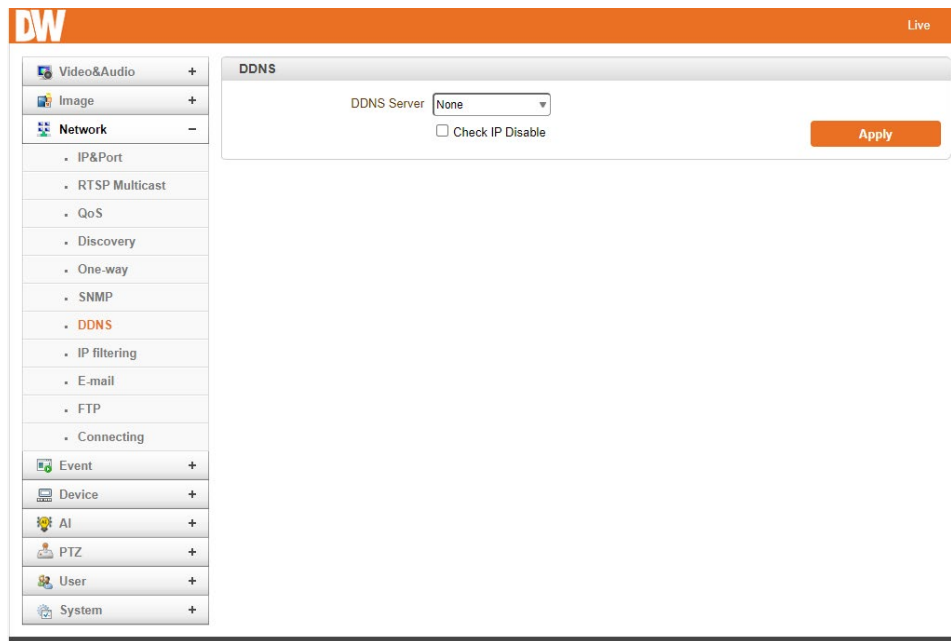 DW
Live
Video&Audio +
Image +
Network –
IP&Port
RTSP Multicast
QoS
Discovery
One-way
SNMP
DDNS
IP filtering
E-mail
FTP
Connecting
Event +
Device +
AI +
PTZ +
User +
System +
DDNS
DDNS Server None
Check IP Disable
Apply